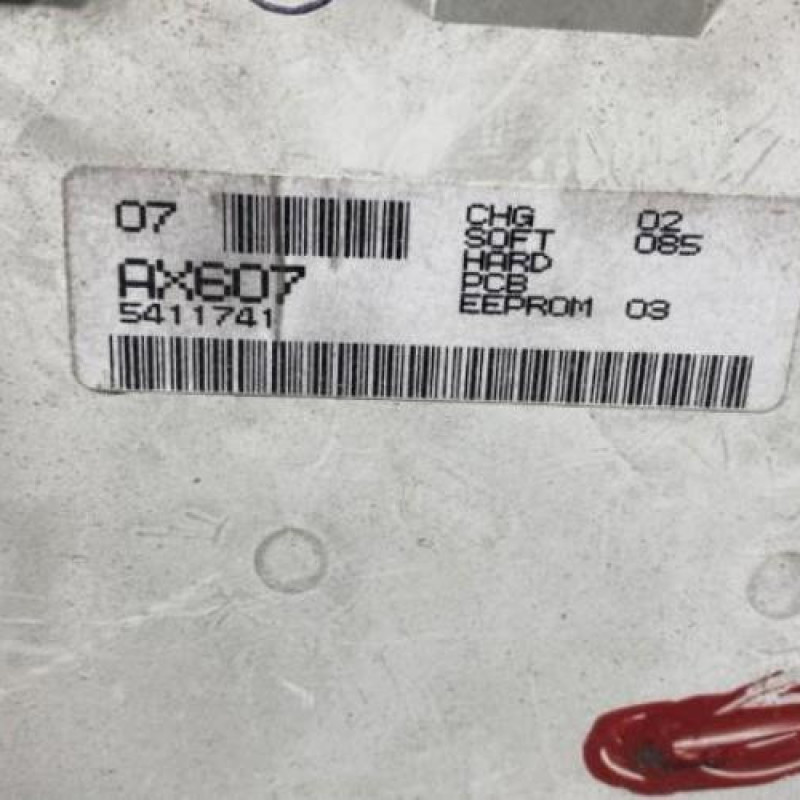 07
AX607
5411741
CHG 02
SOFT 085
HARD
PCB
EEPROM 03